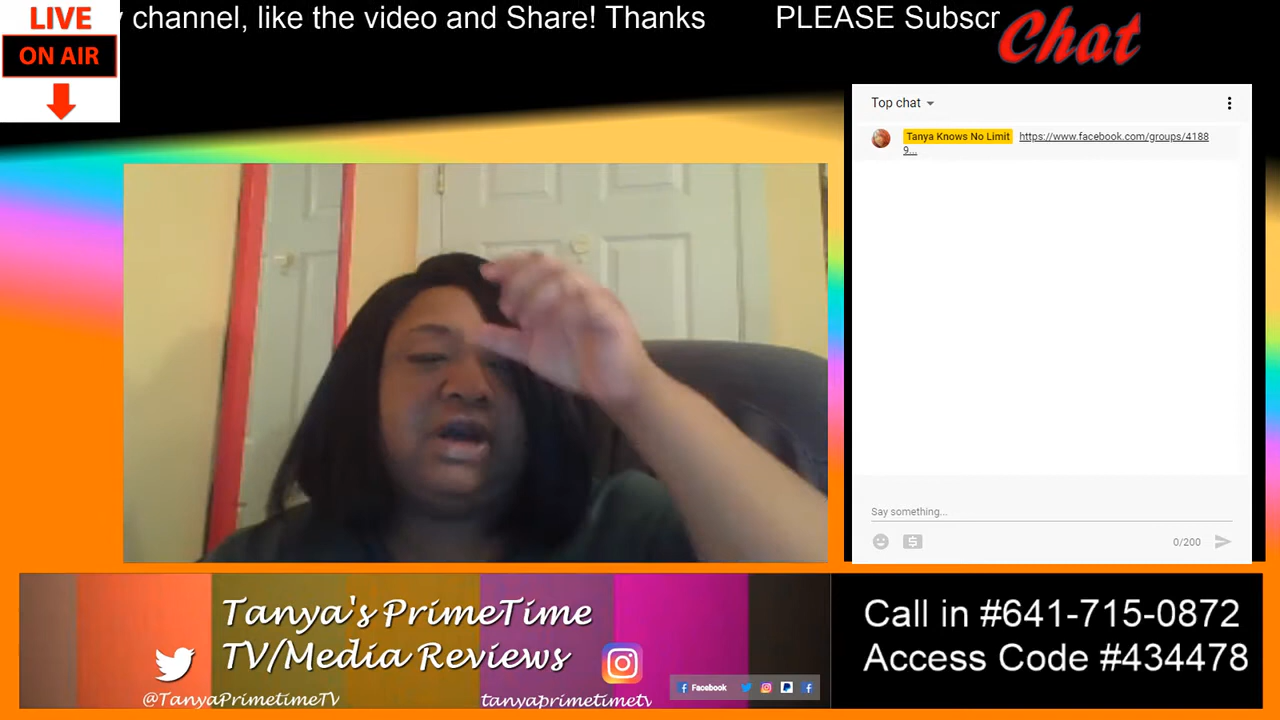 LIVE
ON AIR
channel, like the video and Share! Thanks PLEASE Subscr
Chat
Top chat
Tanya Knows No Limit https://www.facebook.com/groups/4188
9...
Say something...
0/200
Tanya's PrimeTime
TV/Media Reviews
@TanyaPrimetimeTV
tanyaprimetimetv
Facebook
Call in #641-715-0872
Access Code #434478